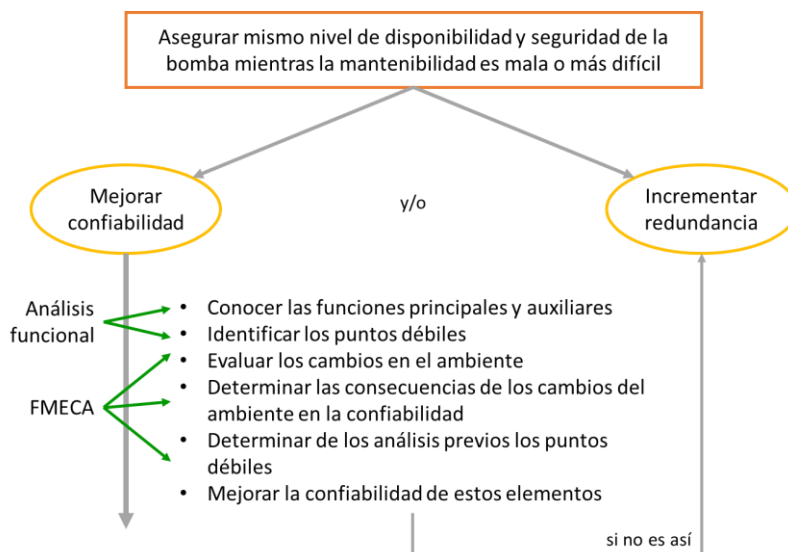 Asegurar mismo nivel de disponibilidad y seguridad de la
bomba mientras la mantenibilidad es mala o más difícil
Mejorar
confiabilidad
y/o
Incrementar
redundancia
Análisis
funcional
• Conocer las funciones principales y auxiliares
• Identificar los puntos débiles
• Evaluar los cambios en el ambiente
FMECA
• Determinar las consecuencias de los cambios del
ambiente en la confiabilidad
• Determinar de los análisis previos los puntos
débiles
• Mejorar la confiabilidad de estos elementos
si no es así